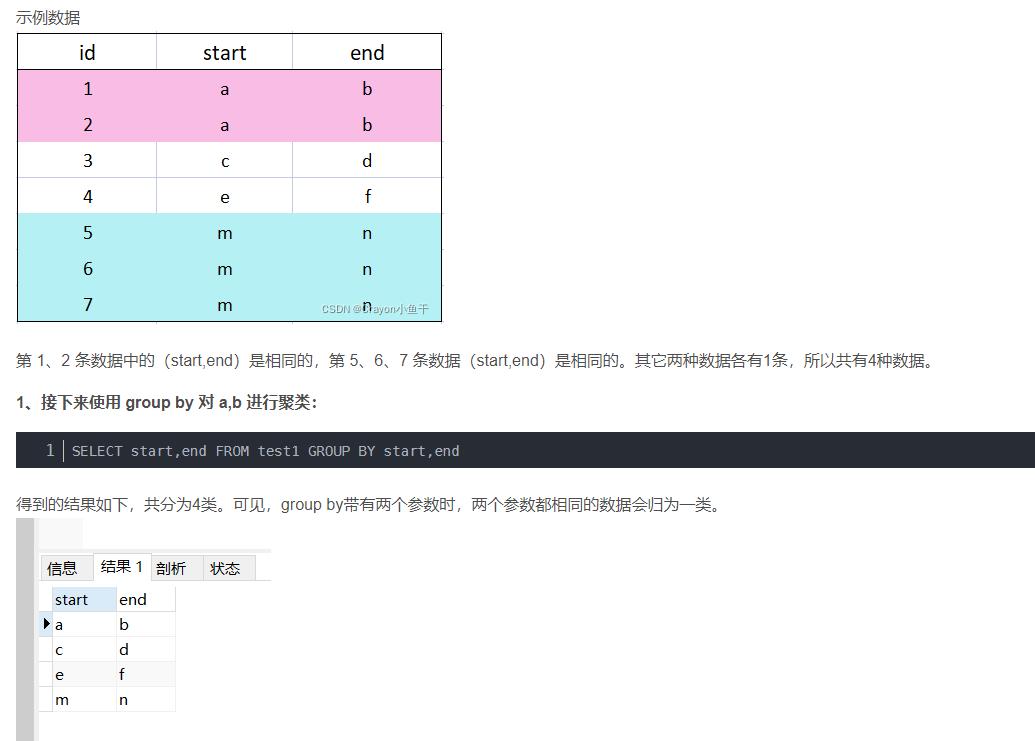 示例数据
id start end
1 a b
2 a b
3 c d
4 e f
5 m n
6 m n
7 m n
CSDN @Crayon小鱼干
第 1、2 条数据中的（start,end）是相同的，第 5、6、7 条数据（start,end）是相同的。其它两种数据各有1条，所以共有4种数据。
1、接下来使用 group by 对 a,b 进行聚类：
1 SELECT start,end FROM test1 GROUP BY start,end
得到的结果如下，共分为4类。可见，group by带有两个参数时，两个参数都相同的数据会归为一类。
信息 结果 1 剖析 状态
start end
a b
c d
e f
m n